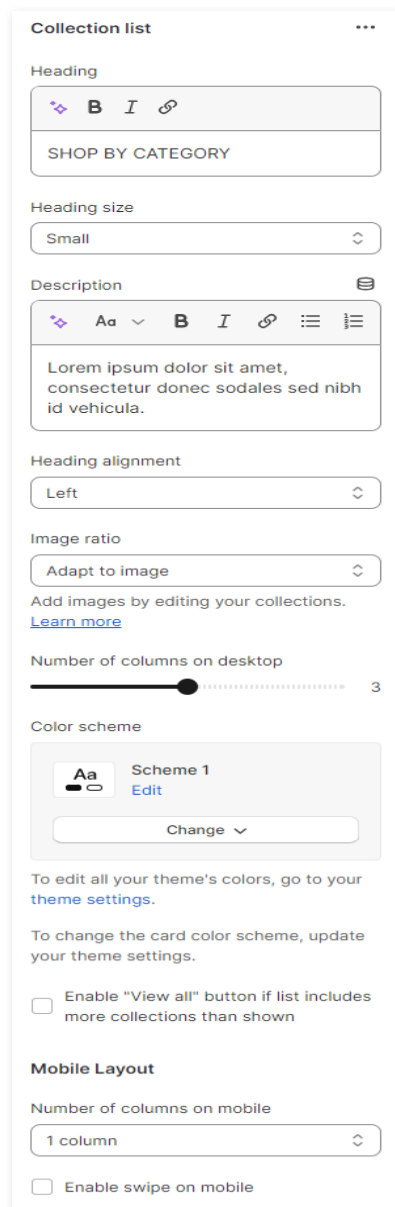 Collection list
Heading
B I
SHOP BY CATEGORY
Heading size
Small
Description
Aa B I
Lorem ipsum dolor sit amet,
consectetur donec sodales sed nibh
id vehicula.
Heading alignment
Left
Image ratio
Adapt to image
Add images by editing your collections.
Learn more
Number of columns on desktop
3
Color scheme
Aa
Scheme 1
Edit
Change
To edit all your theme's colors, go to your
theme settings.
To change the card color scheme, update
your theme settings.
Enable "View all" button if list includes
more collections than shown
Mobile Layout
Number of columns on mobile
1 column
Enable swipe on mobile